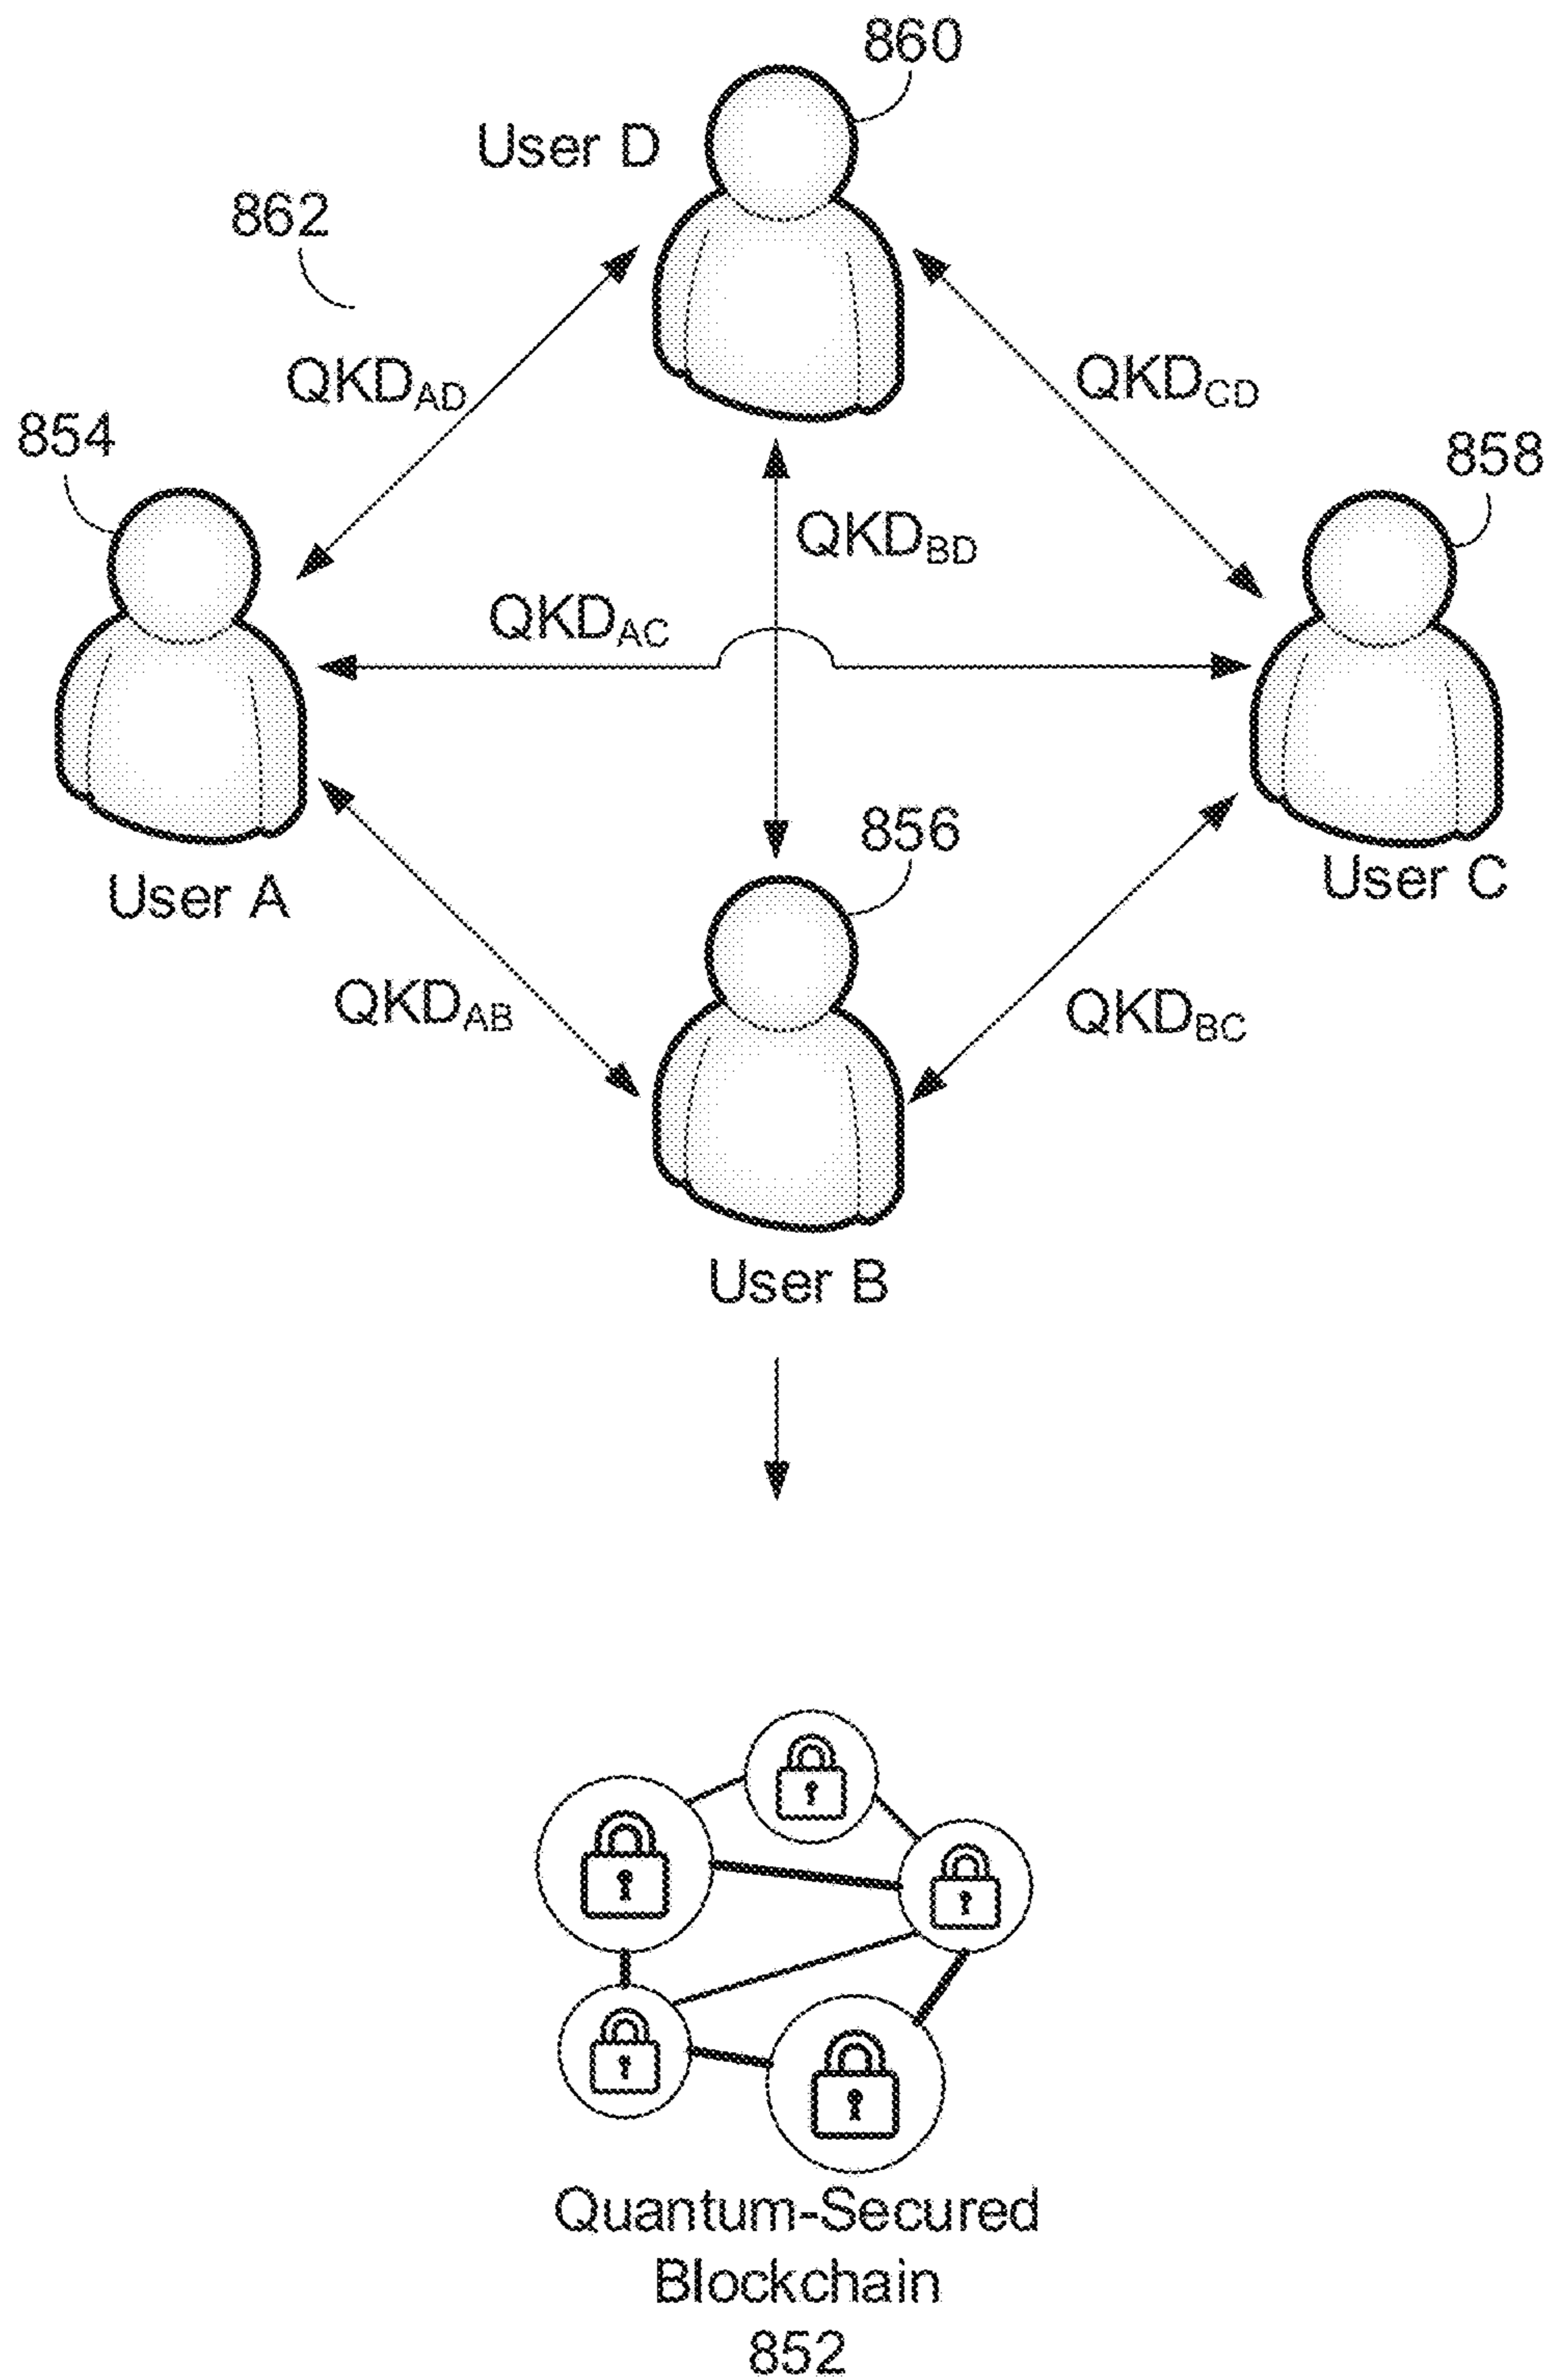 860
User D
862
QKDAD
QKDCD
854
858
QKDBD
QKDAC
856
User A
User C
QKDAB
QKDBC
User B
Quantum-Secured
Blockchain
852